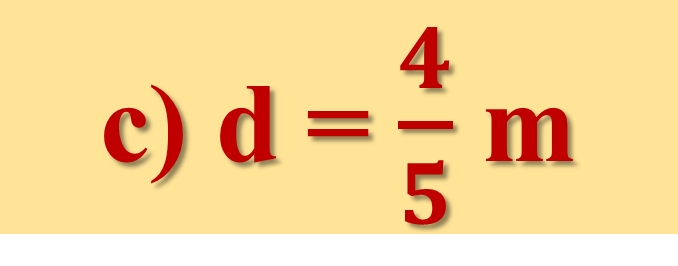 c) d = 4/5 m